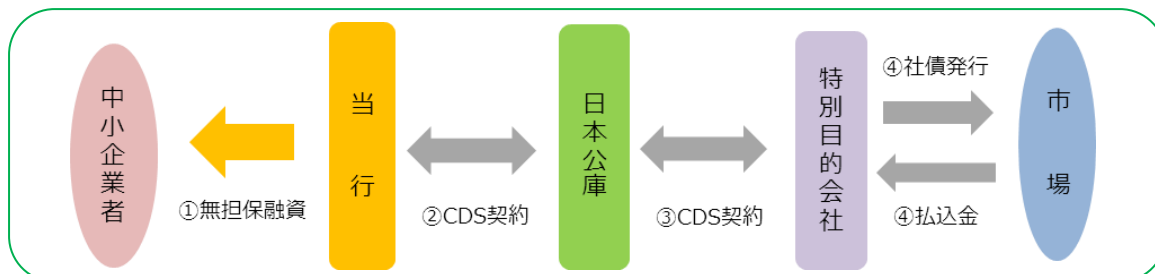 中小企業者
①無担保融資
当行
②CDS契約
日本公庫
③CDS契約
特別目的会社
④社債発行
④払込金
市場